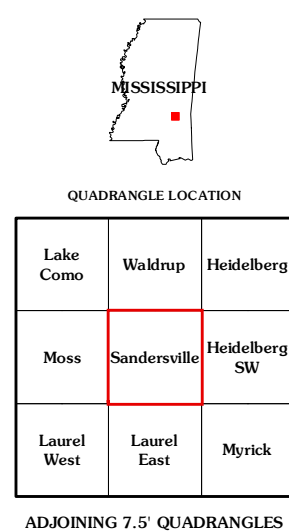 MISSISSIPPI
QUADRANGLE LOCATION
Lake
Como
Waldrup
Heidelberg
Moss
Sandersville
Heidelberg
SW
Laurel
West
Laurel
East
Myrick
ADJOINING 7.5' QUADRANGLES